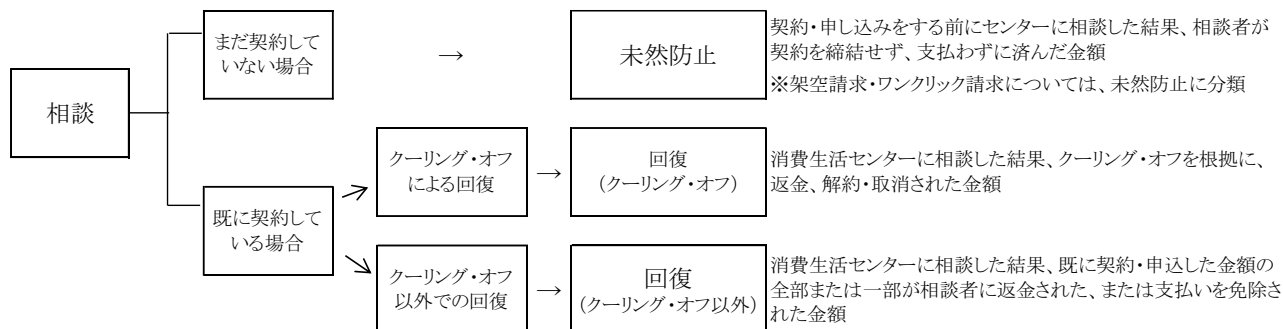 相談
まだ契約して
いない場合
→
未然防止
契約・申し込みをする前にセンターに相談した結果、相談者が
契約を締結せず、支払わずに済んだ金額
※架空請求・ワンクリック請求については、未然防止に分類
既に契約して
いる場合
クーリング・オフ
による回復
→
回復
(クーリング・オフ)
消費生活センターに相談した結果、クーリング・オフを根拠に、
返金、解約・取消された金額
クーリング・オフ
以外での回復
→
回復
(クーリング・オフ以外)
消費生活センターに相談した結果、既に契約・申込した金額の
全部または一部が相談者に返金された、または支払いを免除さ
れた金額